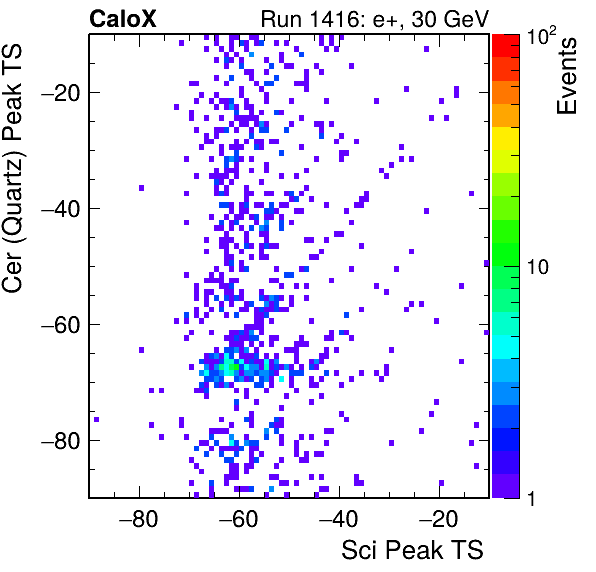 CaloX Run 1416: e+, 30 GeV
Cer (Quartz) Peak TS
−20
−40
−60
−80
−80 −60 −40 −20
Sci Peak TS
10²
10
1
Events